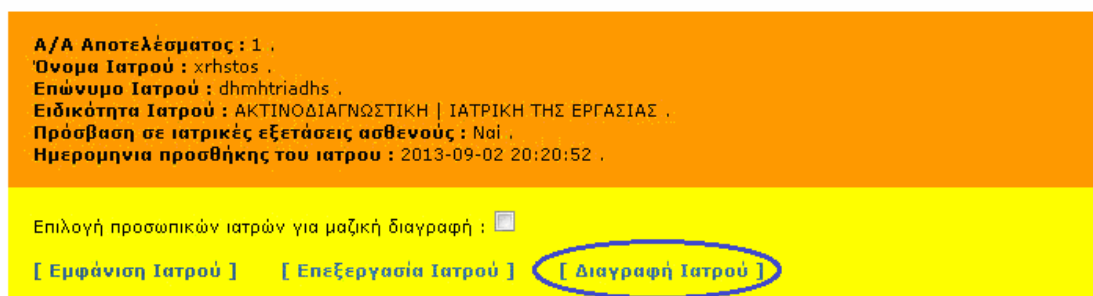 Α/Α Αποτελέσματος : 1 .
Όνομα Ιατρού : xrhstos .
Επώνυμο Ιατρού : dhmhtriadhs .
Ειδικότητα Ιατρού : ΑΚΤΙΝΟΔΙΑΓΝΩΣΤΙΚΗ | ΙΑΤΡΙΚΗ ΤΗΣ ΕΡΓΑΣΙΑΣ .
Πρόσβαση σε ιατρικές εξετάσεις ασθενούς : Ναί .
Ημερομηνια προσθήκης του ιατρου : 2013-09-02 20:20:52 .
Επιλογή προσωπικών ιατρών για μαζική διαγραφή :
[ Εμφάνιση Ιατρού ] [ Επεξεργασία Ιατρού ] [ Διαγραφή Ιατρού ]